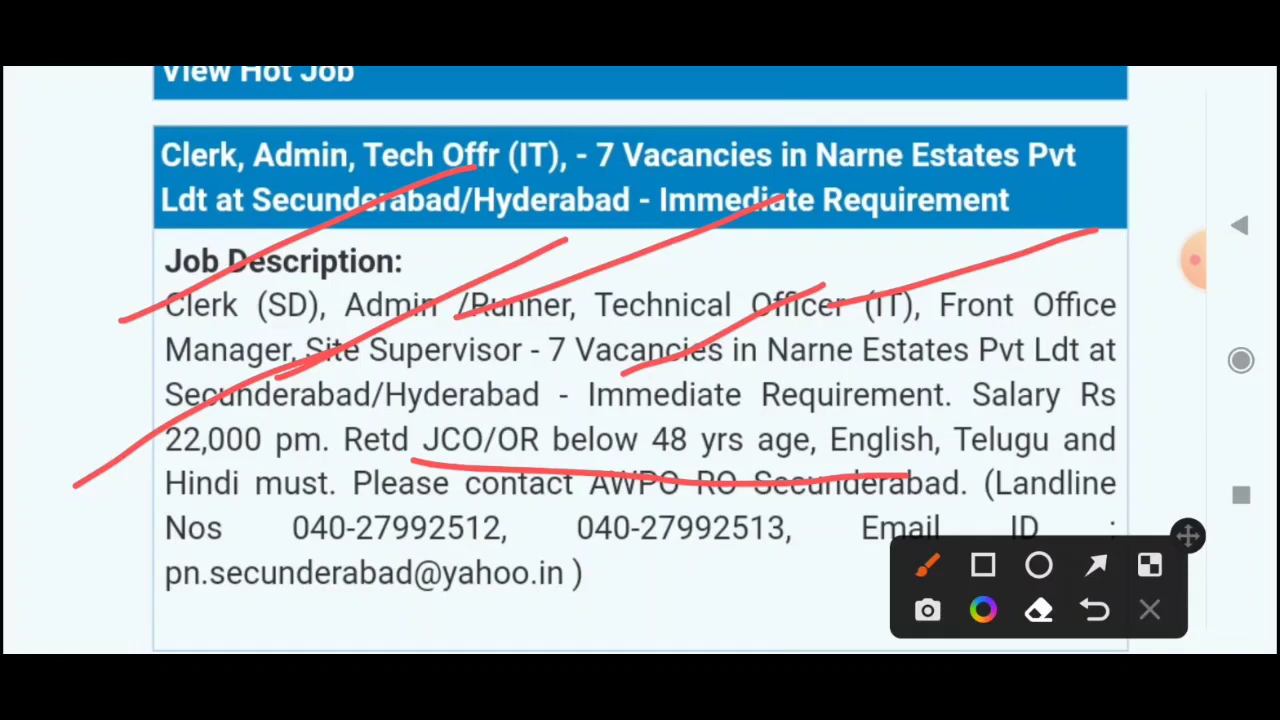 View Hot Job
Clerk, Admin, Tech Offr (IT), - 7 Vacancies in Narne Estates Pvt
Ldt at Secunderabad/Hyderabad - Immediate Requirement
Job Description:
Clerk (SD), Admin /Runner, Technical Officer (IT), Front Office
Manager, Site Supervisor - 7 Vacancies in Narne Estates Pvt Ldt at
Secunderabad/Hyderabad - Immediate Requirement. Salary Rs
22,000 pm. Retd JCO/OR below 48 yrs age, English, Telugu and
Hindi must. Please contact AWPO RO Secunderabad. (Landline
Nos 040-27992512, 040-27992513, Email ID :
pn.secunderabad@yahoo.in )